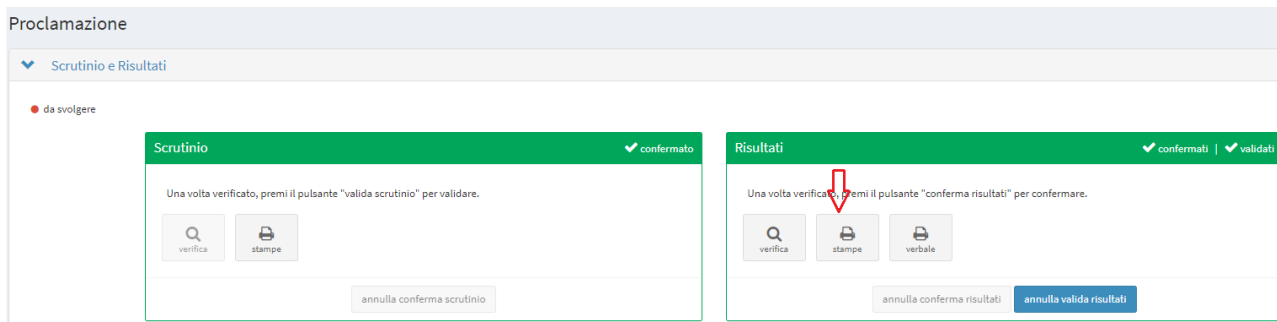 Proclamazione
Scrutinio e Risultati
da svolgere
Scrutinio
confermato
Una volta verificato, premi il pulsante "valida scrutinio" per validare.
verifica
stampe
annulla conferma scrutinio
Risultati
confermati | validati
Una volta verificato, premi il pulsante "conferma risultati" per confermare.
verifica
stampe
verbale
annulla conferma risultati
annulla valida risultati